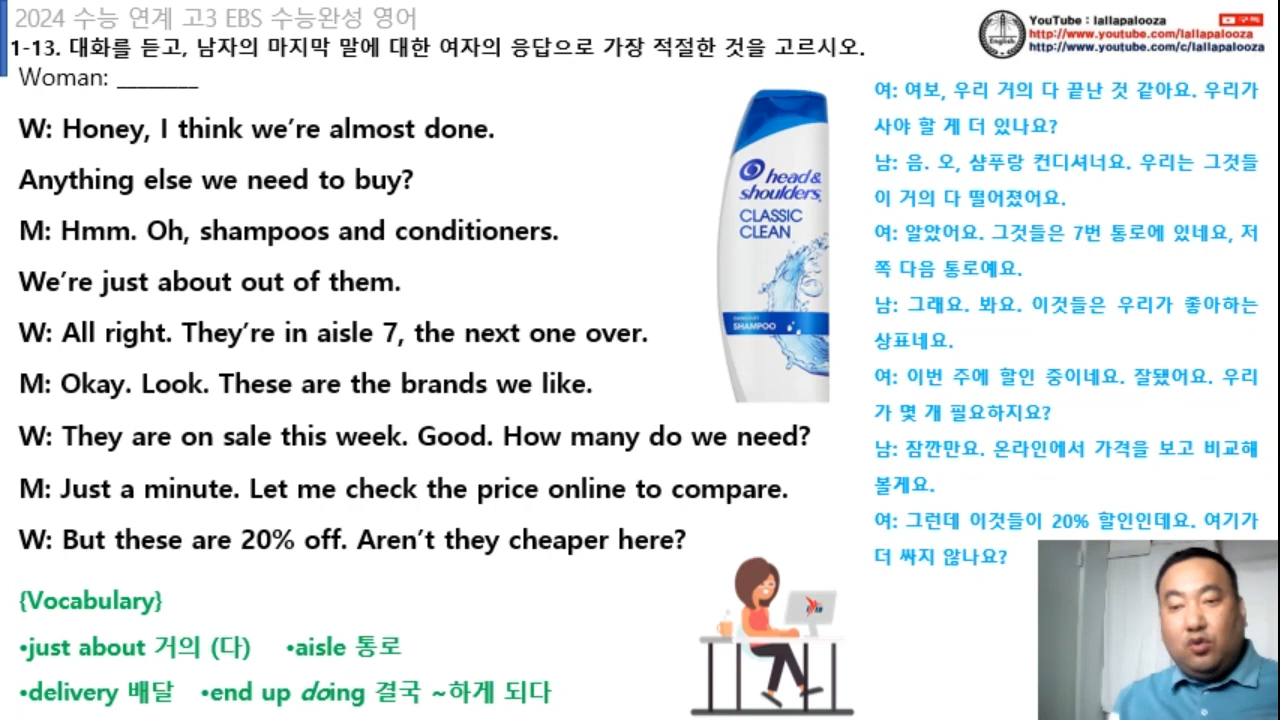 2024 수능 연계 고3 EBS 수능완성 영어
1-13. 대화를 듣고, 남자의 마지막 말에 대한 여자의 응답으로 가장 적절한 것을 고르시오.
Woman: ________
W: Honey, I think we’re almost done.
Anything else we need to buy?
M: Hmm. Oh, shampoos and conditioners.
We’re just about out of them.
W: All right. They’re in aisle 7, the next one over.
M: Okay. Look. These are the brands we like.
W: They are on sale this week. Good. How many do we need?
M: Just a minute. Let me check the price online to compare.
W: But these are 20% off. Aren’t they cheaper here?
{Vocabulary}
•just about 거의 (다) •aisle 통로
•delivery 배달 •end up doing 결국 ~하게 되다
head&
shoulders
CLASSIC
CLEAN
SHAMPOO
English
YouTube : lallapalooza
구독
http://www.youtube.com/lallapalooza
http://www.youtube.com/c/lallapalooza
여: 여보, 우리 거의 다 끝난 것 같아요. 우리가
사야 할 게 더 있나요?
남: 음. 오, 샴푸랑 컨디셔너요. 우리는 그것들
이 거의 다 떨어졌어요.
여: 알았어요. 그것들은 7번 통로에 있네요, 저
쪽 다음 통로예요.
남: 그래요. 봐요. 이것들은 우리가 좋아하는
상표네요.
여: 이번 주에 할인 중이네요. 잘됐어요. 우리
가 몇 개 필요하지요?
남: 잠깐만요. 온라인에서 가격을 보고 비교해
볼게요.
여: 그런데 이것들이 20% 할인인데요. 여기가
더 싸지 않나요?